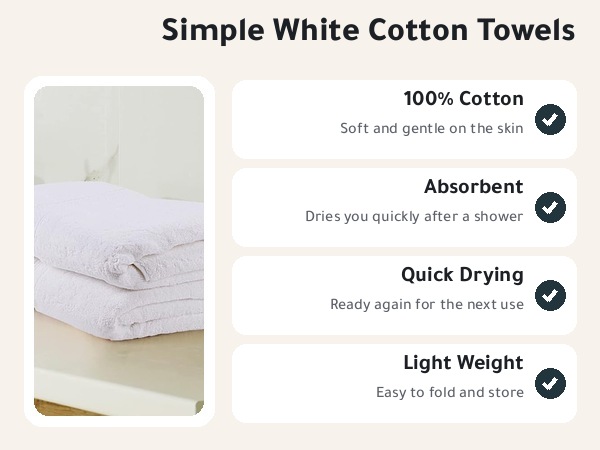 Simple White Cotton Towels
100% Cotton
Soft and gentle on the skin
Absorbent
Dries you quickly after a shower
Quick Drying
Ready again for the next use
Light Weight
Easy to fold and store